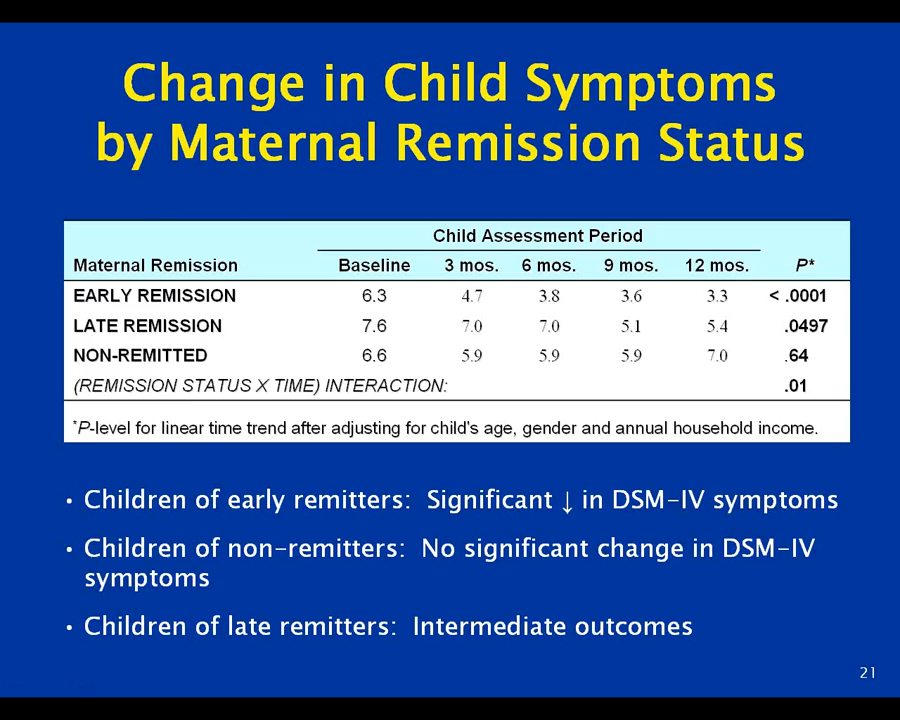 Change in Child Symptoms
by Maternal Remission Status
Child Assessment Period
Maternal Remission Baseline 3 mos. 6 mos. 9 mos. 12 mos. P*
EARLY REMISSION 6.3 4.7 3.8 3.6 3.3 < .0001
LATE REMISSION 7.6 7.0 7.0 5.1 5.4 .0497
NON-REMITTED 6.6 5.9 5.9 5.9 7.0 .64
(REMISSION STATUS X TIME) INTERACTION: .01
*P-level for linear time trend after adjusting for child's age, gender and annual household income.
• Children of early remitters: Significant ↓ in DSM-IV symptoms
• Children of non-remitters: No significant change in DSM-IV
symptoms
• Children of late remitters: Intermediate outcomes
21